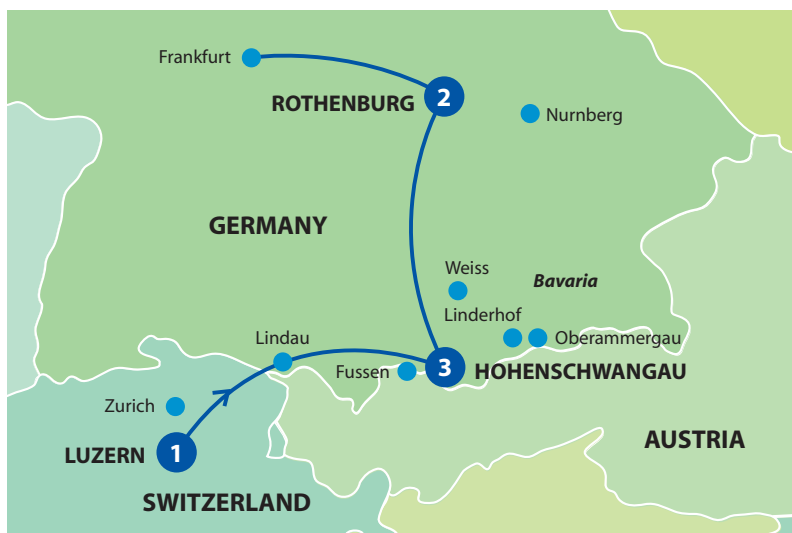 Frankfurt
2
ROTHENBURG
Nurnberg
GERMANY
Weiss
Bavaria
Linderhof
Lindau
Oberammergau
Fussen
3
HOHENSCHWANGAU
Zurich
AUSTRIA
1
LUZERN
SWITZERLAND